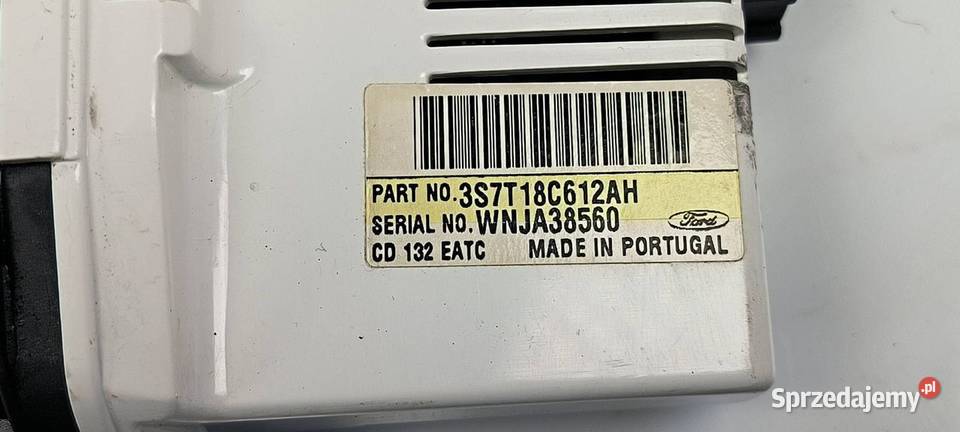 PART NO. 3S7T18C612AH
SERIAL NO. WNJA38560
Ford
CD 132 EATC MADE IN PORTUGAL
Sprzedajemy.pl